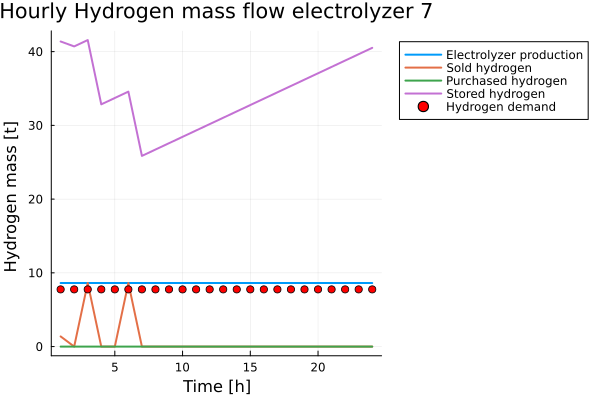 Hourly Hydrogen mass flow electrolyzer 7
Hydrogen mass [t]
40
30
20
10
0
5
10
15
20
Time [h]
Electrolyzer production
Sold hydrogen
Purchased hydrogen
Stored hydrogen
Hydrogen demand